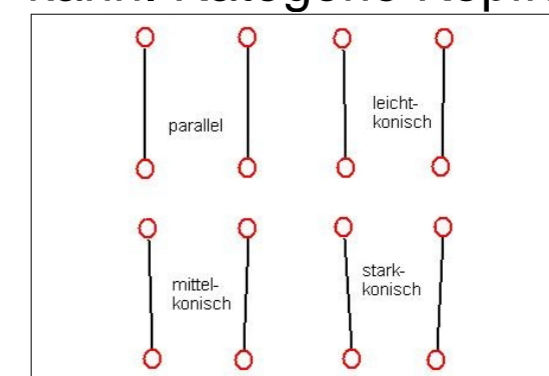 parallel
leicht-
konisch
mittel-
konisch
stark-
konisch